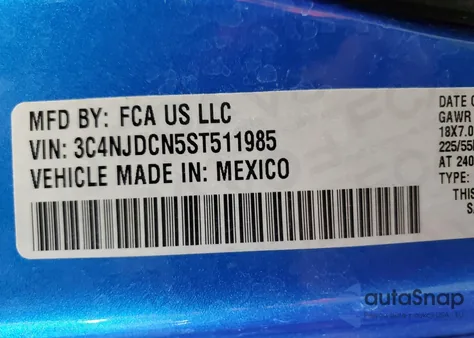 MFD BY: FCA US LLC
VIN: 3C4NJDCN5ST511985
VEHICLE MADE IN: MEXICO
DATE O
GAWR
18X7.0
225/55
AT 240
TYPE:
THIS
autoSnap